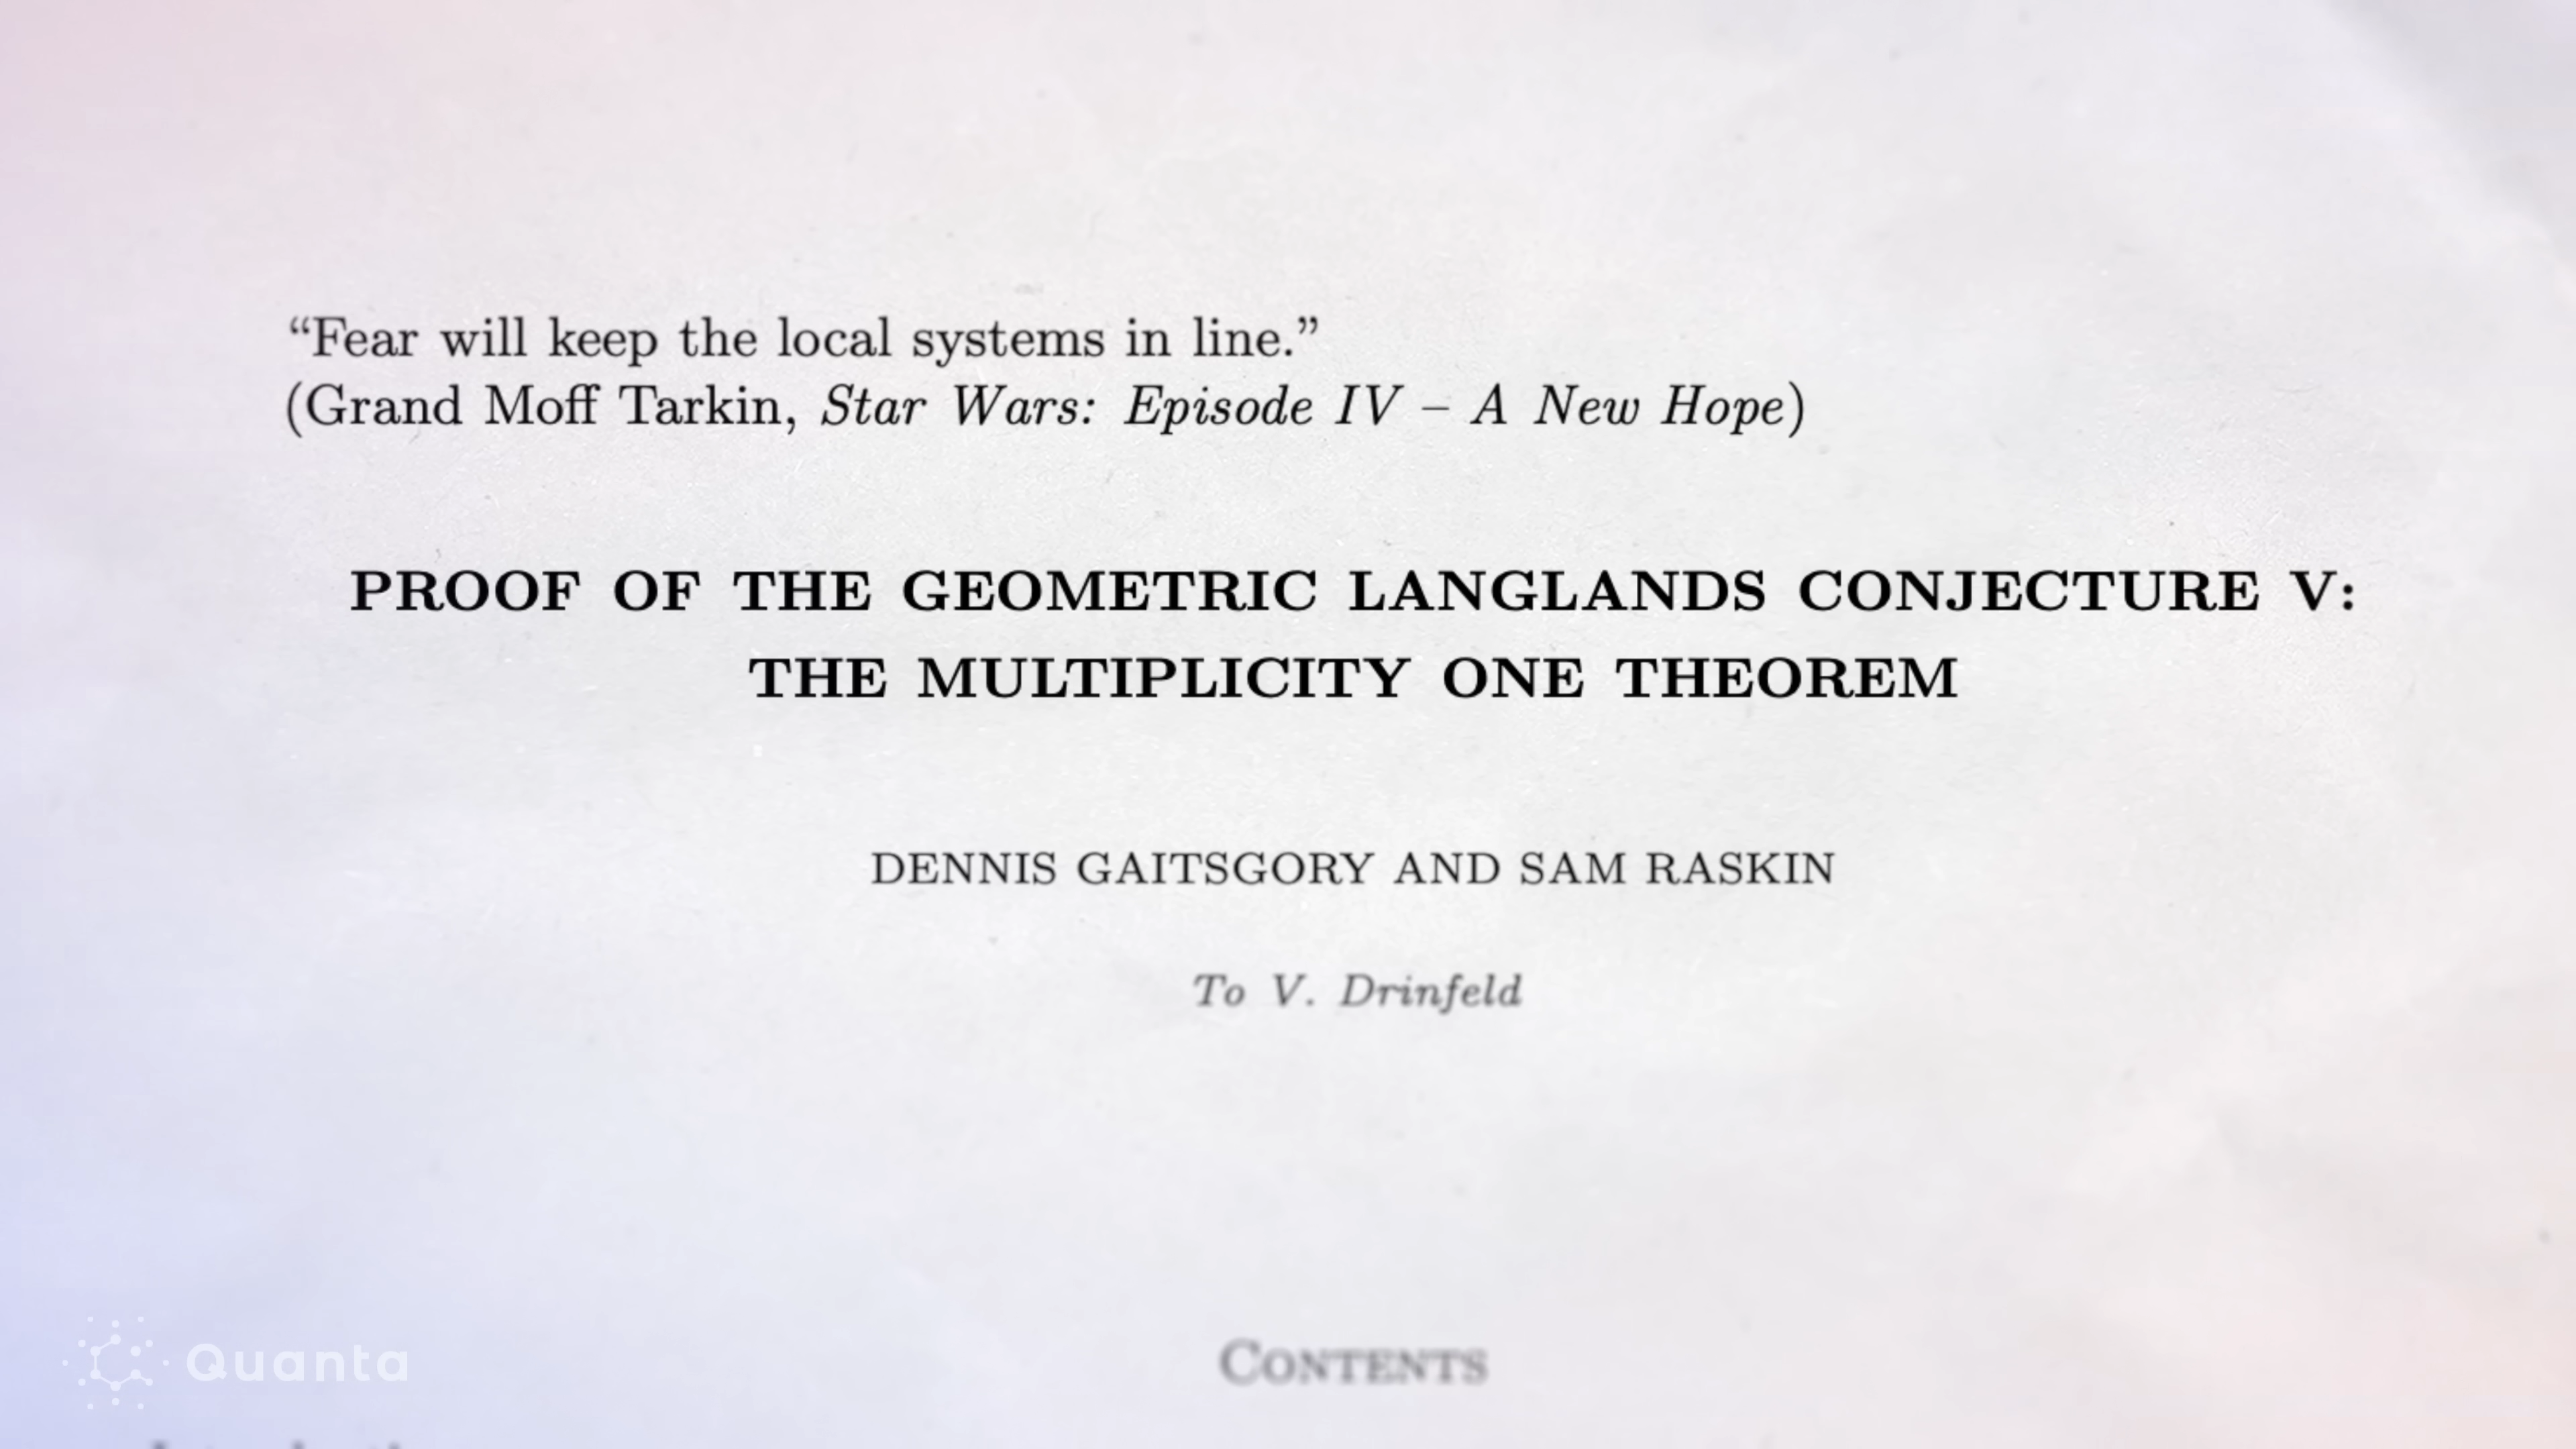 “Fear will keep the local systems in line.”
(Grand Moff Tarkin, Star Wars: Episode IV – A New Hope)
PROOF OF THE GEOMETRIC LANGLANDS CONJECTURE V:
THE MULTIPLICITY ONE THEOREM
DENNIS GAITSGORY AND SAM RASKIN
To V. Drinfeld
CONTENTS
Quanta